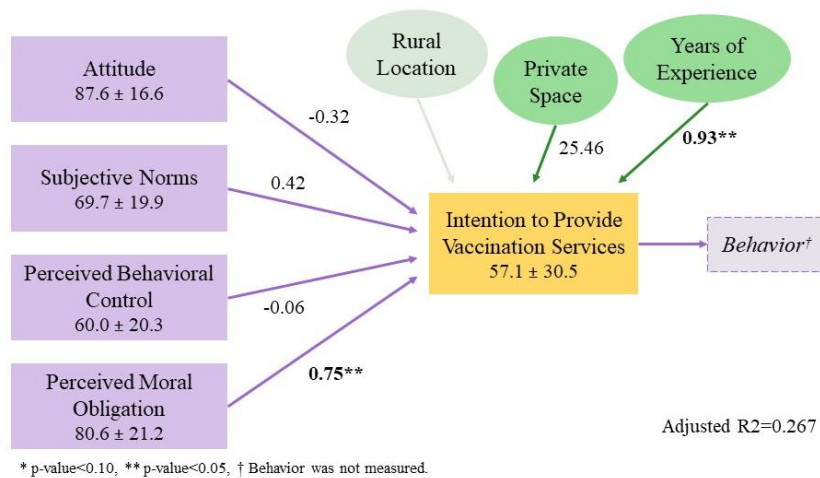 Attitude
87.6 ± 16.6
Subjective Norms
69.7 ± 19.9
Perceived Behavioral
Control
60.0 ± 20.3
Perceived Moral
Obligation
80.6 ± 21.2
Rural
Location
Private
Space
Years of
Experience
-0.32
0.42
-0.06
0.75**
25.46
0.93**
Intention to Provide
Vaccination Services
57.1 ± 30.5
Behavior†
Adjusted R2=0.267
* p-value<0.10, ** p-value<0.05, † Behavior was not measured.